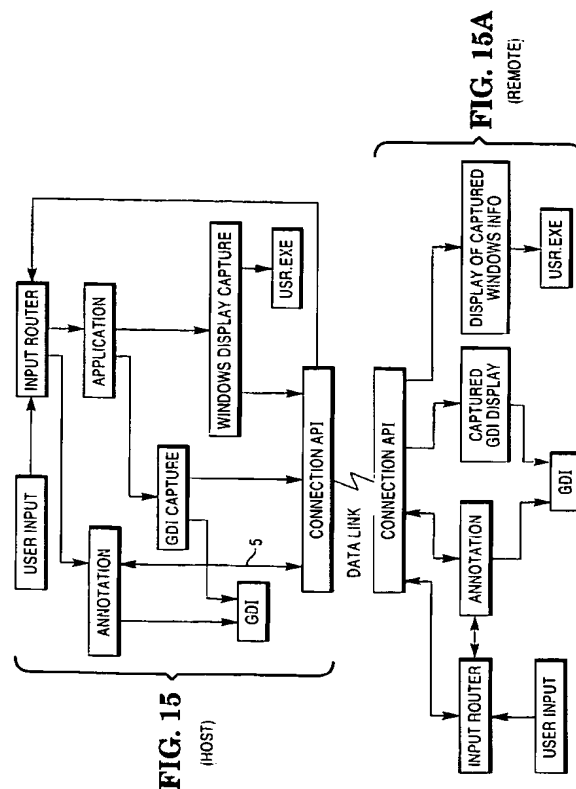 FIG. 15
(HOST)
USER INPUT
INPUT ROUTER
ANNOTATION
APPLICATION
GDI CAPTURE
WINDOWS DISPLAY CAPTURE
5
GDI
USR.EXE
CONNECTION API
DATA LINK
FIG. 15A
(REMOTE)
CONNECTION API
INPUT ROUTER
ANNOTATION
CAPTURED
GDI DISPLAY
DISPLAY OF CAPTURED
WINDOWS INFO
USER INPUT
GDI
USR.EXE